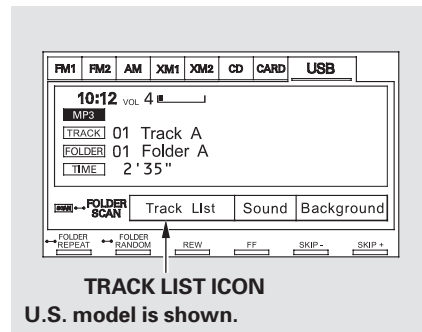 FM1 FM2 AM XM1 XM2 CD CARD USB
10:12 VOL 4
MP3
TRACK 01 Track A
FOLDER 01 Folder A
TIME 2'35"
SCAN FOLDER SCAN Track LIst Sound Background
FOLDER REPEAT FOLDER RANDOM REW FF SKIP - SKIP +
TRACK LIST ICON
U.S. model is shown.